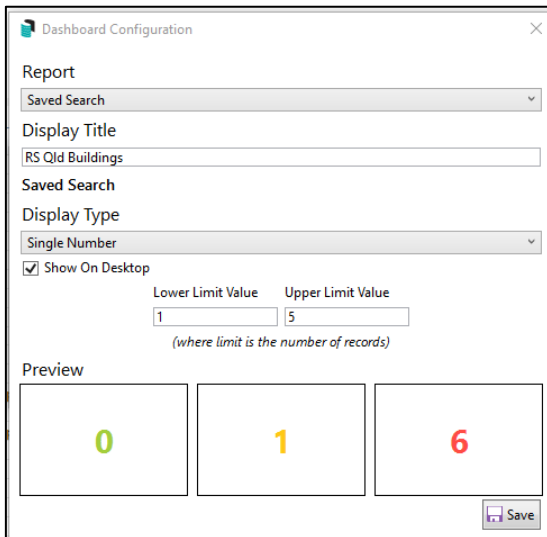 Dashboard Configuration
Report
Saved Search
Display Title
RS Qld Buildings
Saved Search
Display Type
Single Number
Show On Desktop
Lower Limit Value Upper Limit Value
1 5
(where limit is the number of records)
Preview
0 1 6
Save